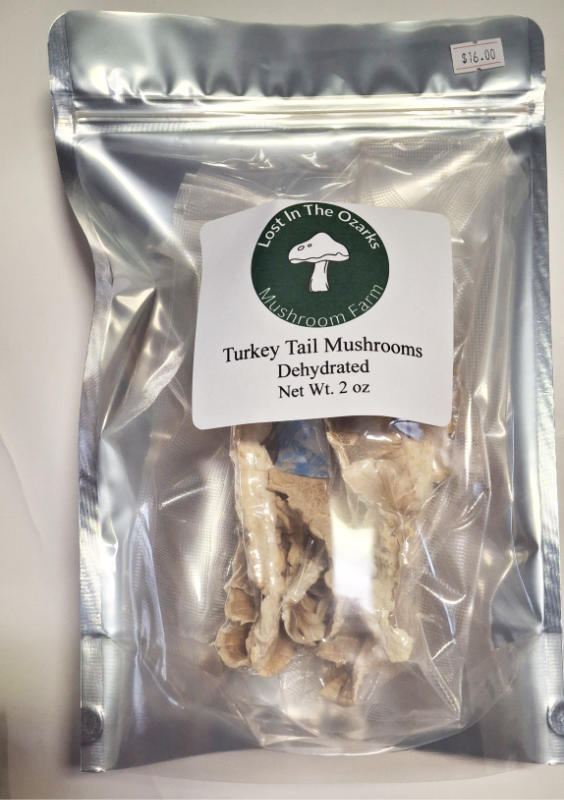 $16.00
Lost In The Ozarks
Mushroom Farm
Turkey Tail Mushrooms
Dehydrated
Net Wt. 2 oz